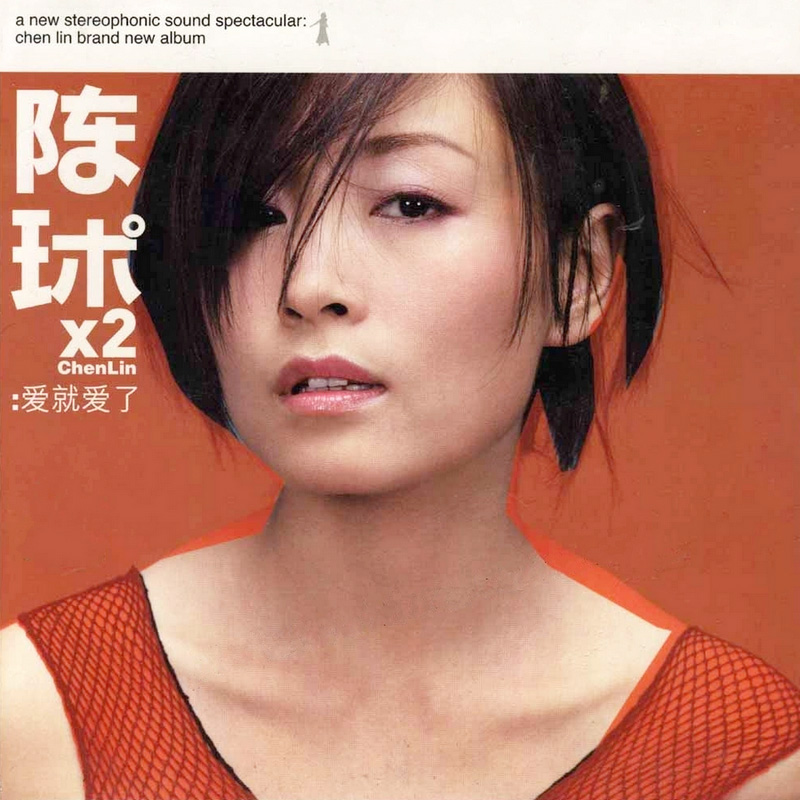 a new stereophonic sound spectacular:
chen lin brand new album
陈
琳
x2
ChenLin
:爱就爱了